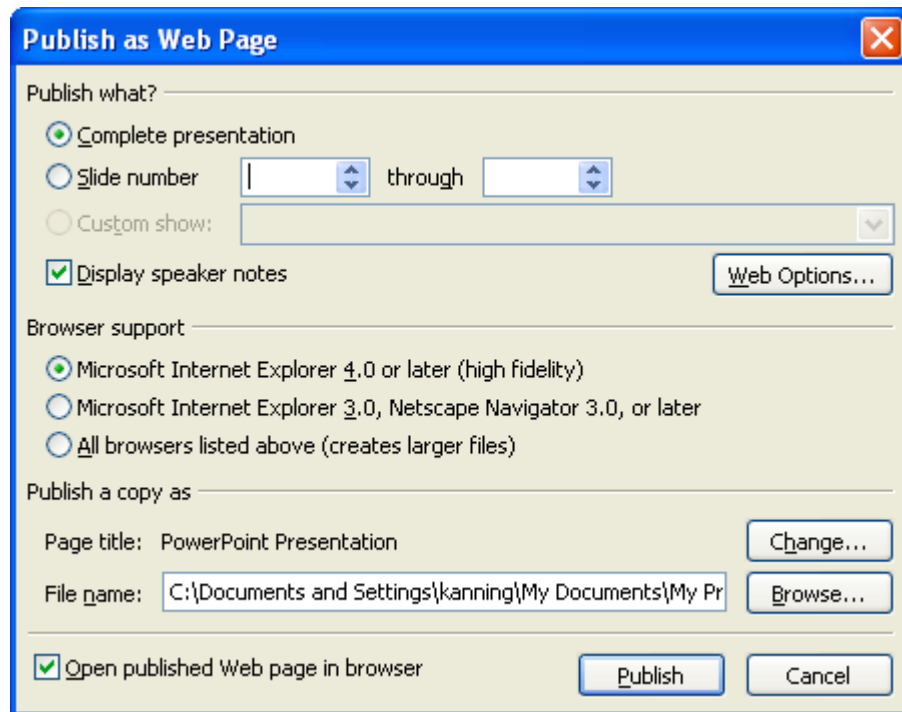 Publish as Web Page
Publish what?
Complete presentation
Slide number through
Custom show:
Display speaker notes Web Options...
Browser support
Microsoft Internet Explorer 4.0 or later (high fidelity)
Microsoft Internet Explorer 3.0, Netscape Navigator 3.0, or later
All browsers listed above (creates larger files)
Publish a copy as
Page title: PowerPoint Presentation Change...
File name: C:\Documents and Settings\kanning\My Documents\My Pr Browse...
Open published Web page in browser Publish Cancel